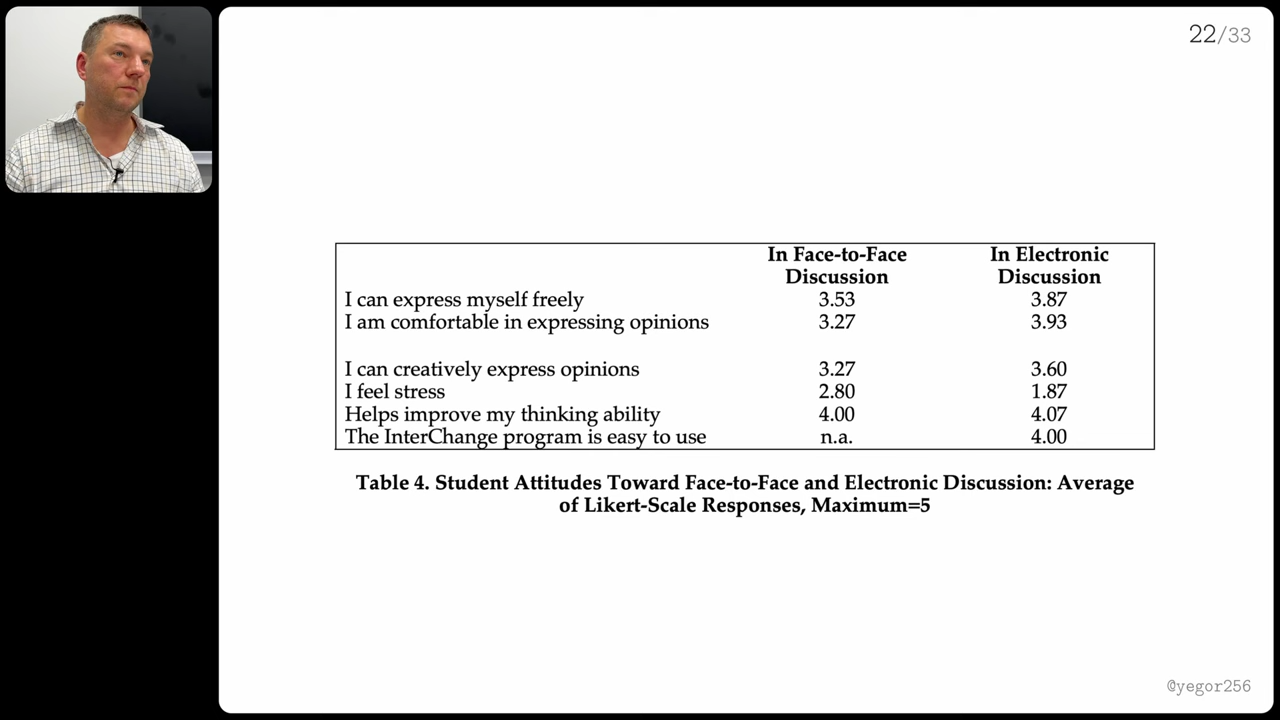 22/33
In Face-to-Face Discussion In Electronic Discussion
I can express myself freely 3.53 3.87
I am comfortable in expressing opinions 3.27 3.93
I can creatively express opinions 3.27 3.60
I feel stress 2.80 1.87
Helps improve my thinking ability 4.00 4.07
The InterChange program is easy to use n.a. 4.00
Table 4. Student Attitudes Toward Face-to-Face and Electronic Discussion: Average
of Likert-Scale Responses, Maximum=5
@yegor256